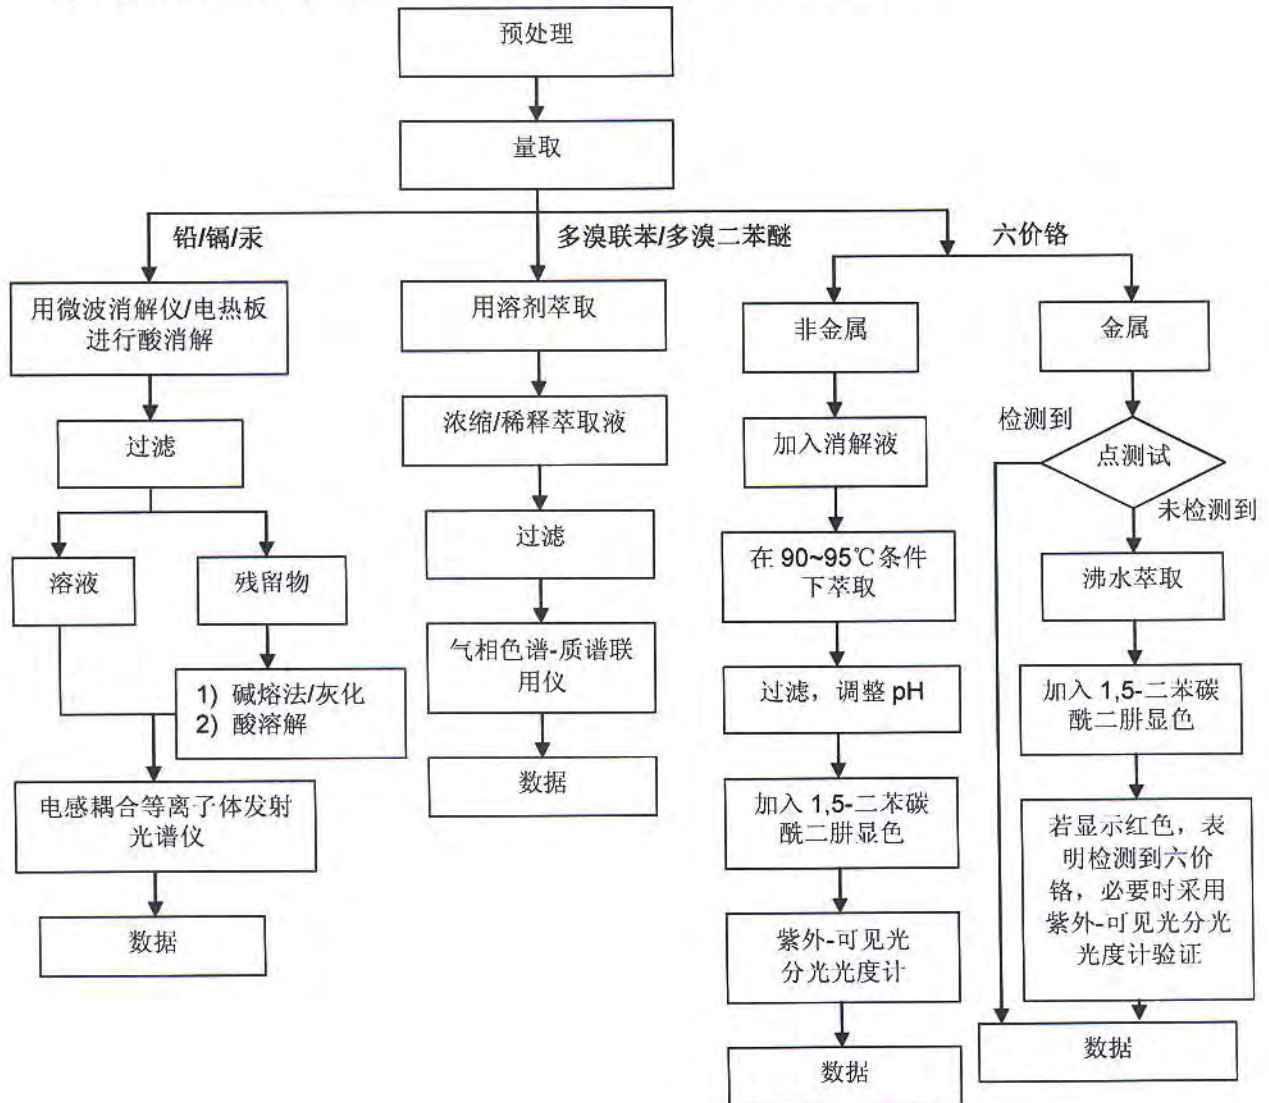 预处理
量取
铅/镉/汞
多溴联苯/多溴二苯醚
六价铬
用微波消解仪/电热板
进行酸消解
过滤
溶液
残留物
1) 碱熔法/灰化
2) 酸溶解
电感耦合等离子体发射
光谱仪
数据
用溶剂萃取
浓缩/稀释萃取液
过滤
气相色谱-质谱联
用仪
数据
非金属
加入消解液
在 90~95℃条件
下萃取
过滤，调整 pH
加入 1,5-二苯碳
酰二肼显色
紫外-可见光
分光光度计
数据
金属
检测到
点测试
未检测到
沸水萃取
加入 1,5-二苯碳
酰二肼显色
若显示红色，表
明检测到六价
铬，必要时采用
紫外-可见光分光
光度计验证
数据